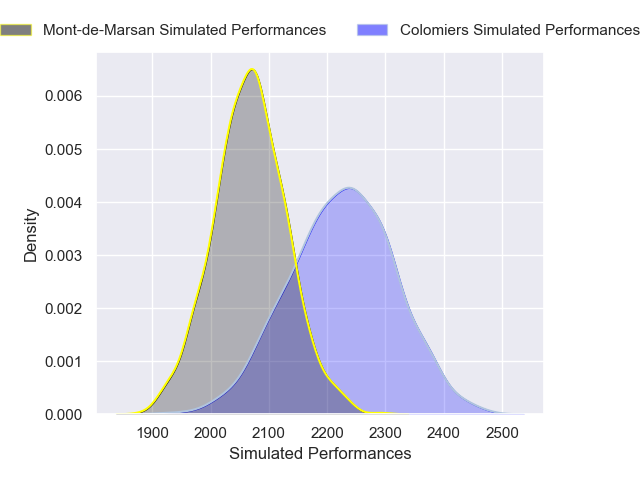 Mont-de-Marsan Simulated Performances
Colomiers Simulated Performances
0.006
0.005
0.004
0.003
0.002
0.001
0.000
Density
1900 2000 2100 2200 2300 2400 2500
Simulated Performances